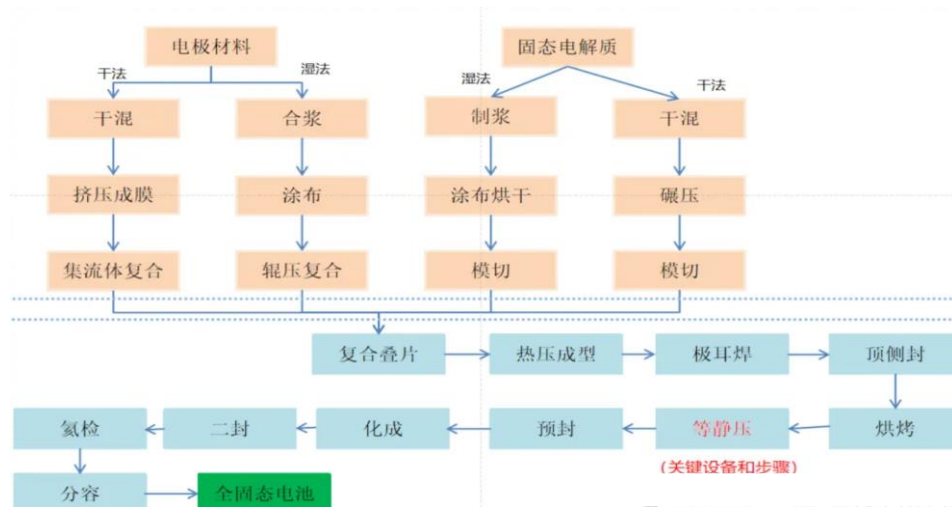 电极材料
固态电解质
干法
湿法
湿法
干法
干混
合浆
制浆
干混
挤压成膜
涂布
涂布烘干
碾压
集流体复合
辊压复合
模切
模切
复合叠片
热压成型
极耳焊
顶侧封
氦检
二封
化成
预封
等静压
烘烤
(关键设备和步骤)
分容
全固态电池